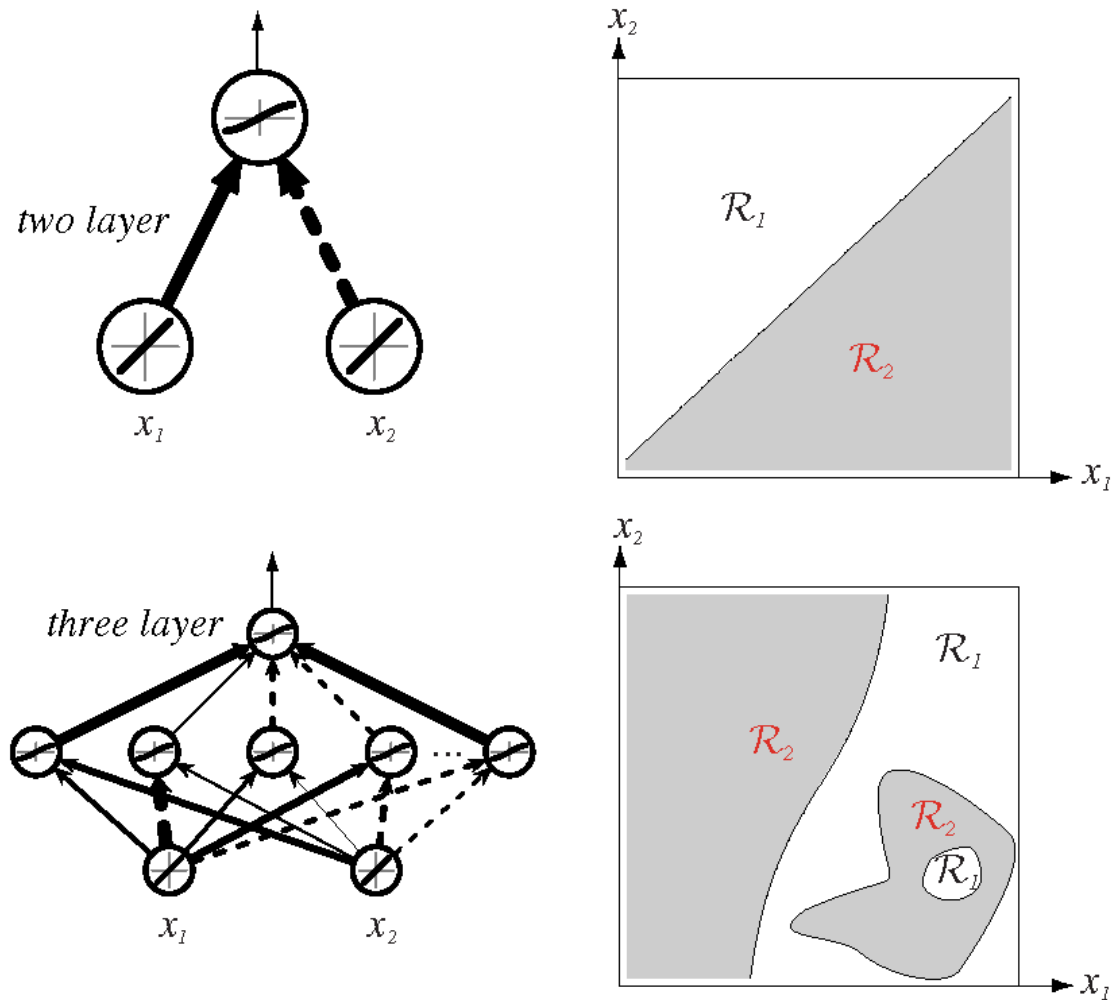 x₂
two layer
ℛ₁
ℛ₂
x₁ x₂
x₁
x₂
three layer
ℛ₁
ℛ₂
ℛ₂
...
ℛ₁
x₁ x₂
x₁